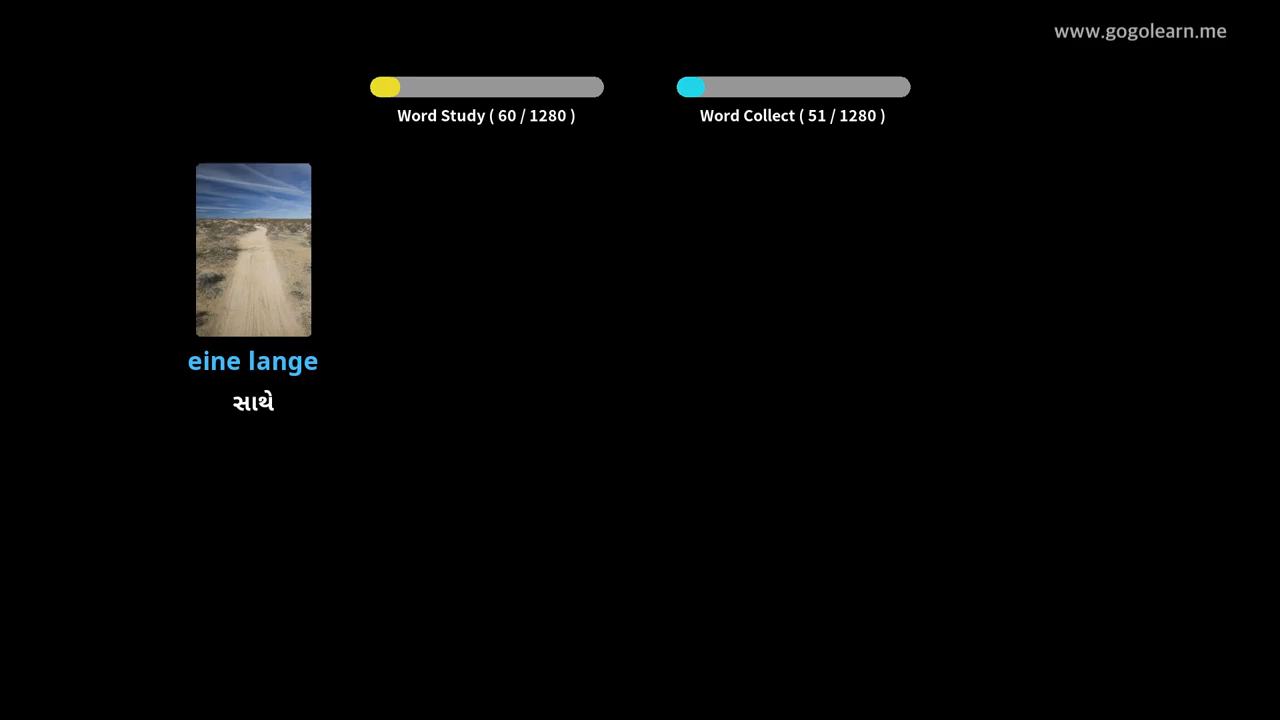 www.gogolearn.me
Word Study ( 60 / 1280 )
Word Collect ( 51 / 1280 )
eine lange
સાથે